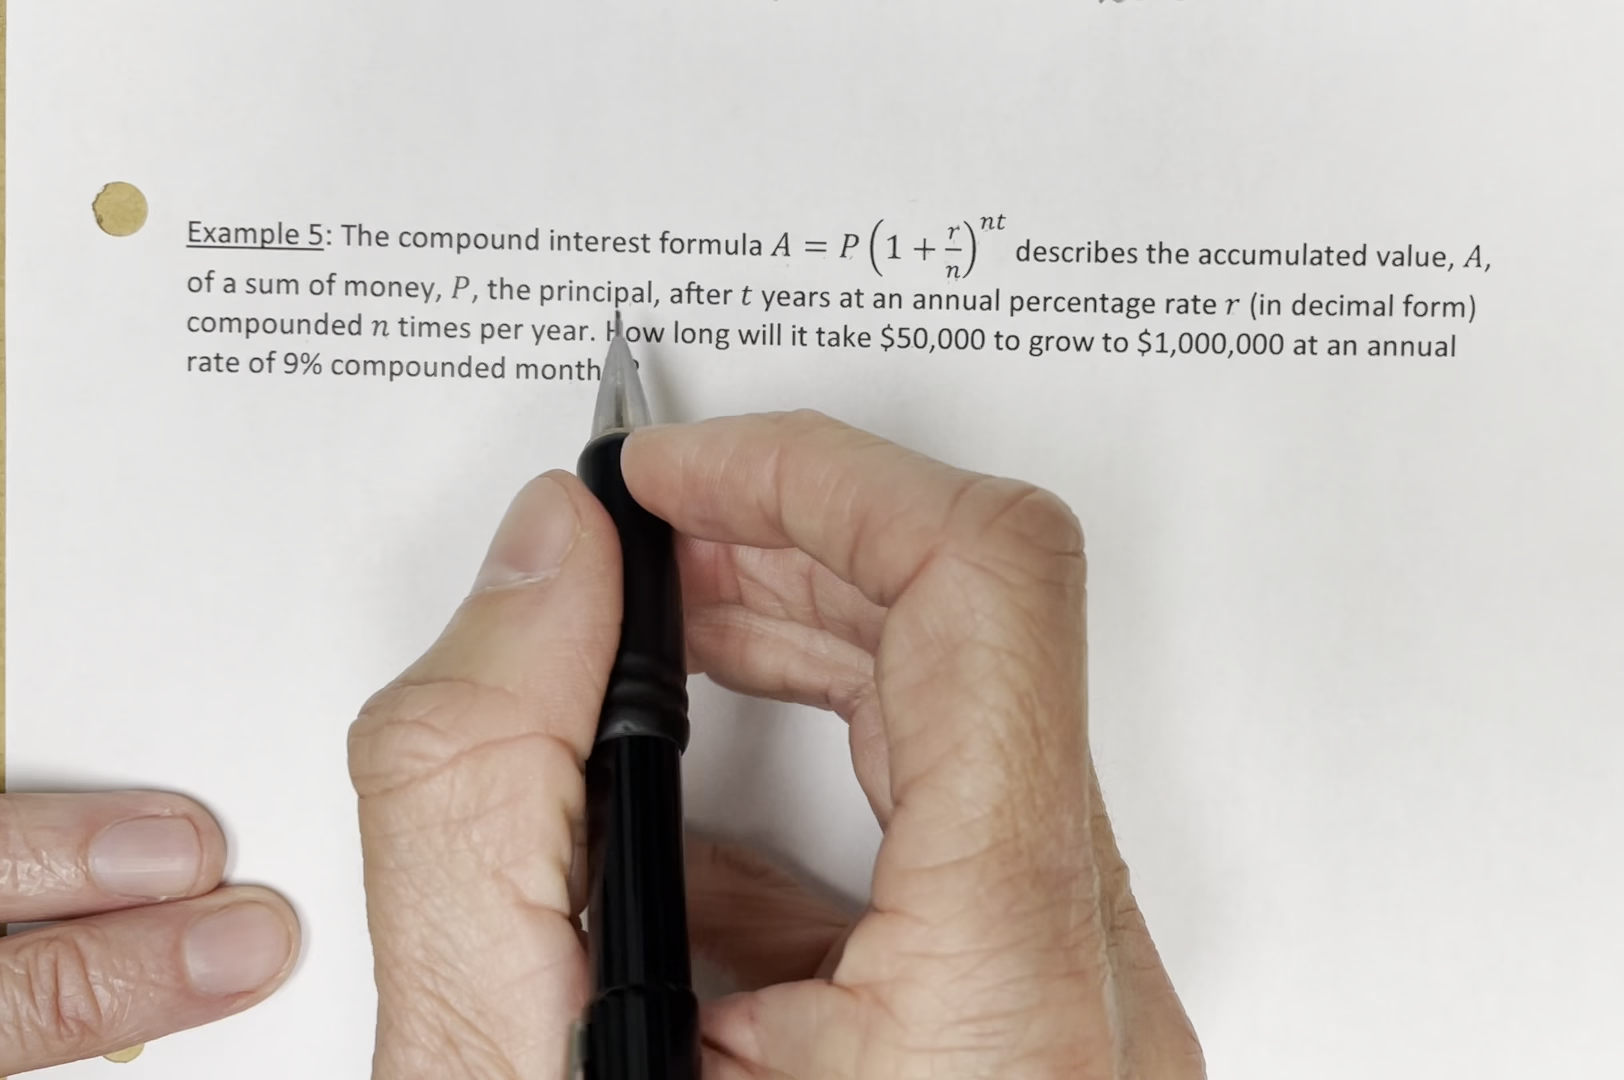 Example 5: The compound interest formula A = P(1 + r/n)^nt describes the accumulated value, A,
of a sum of money, P, the principal, after t years at an annual percentage rate r (in decimal form)
compounded n times per year. How long will it take $50,000 to grow to $1,000,000 at an annual
rate of 9% compounded month